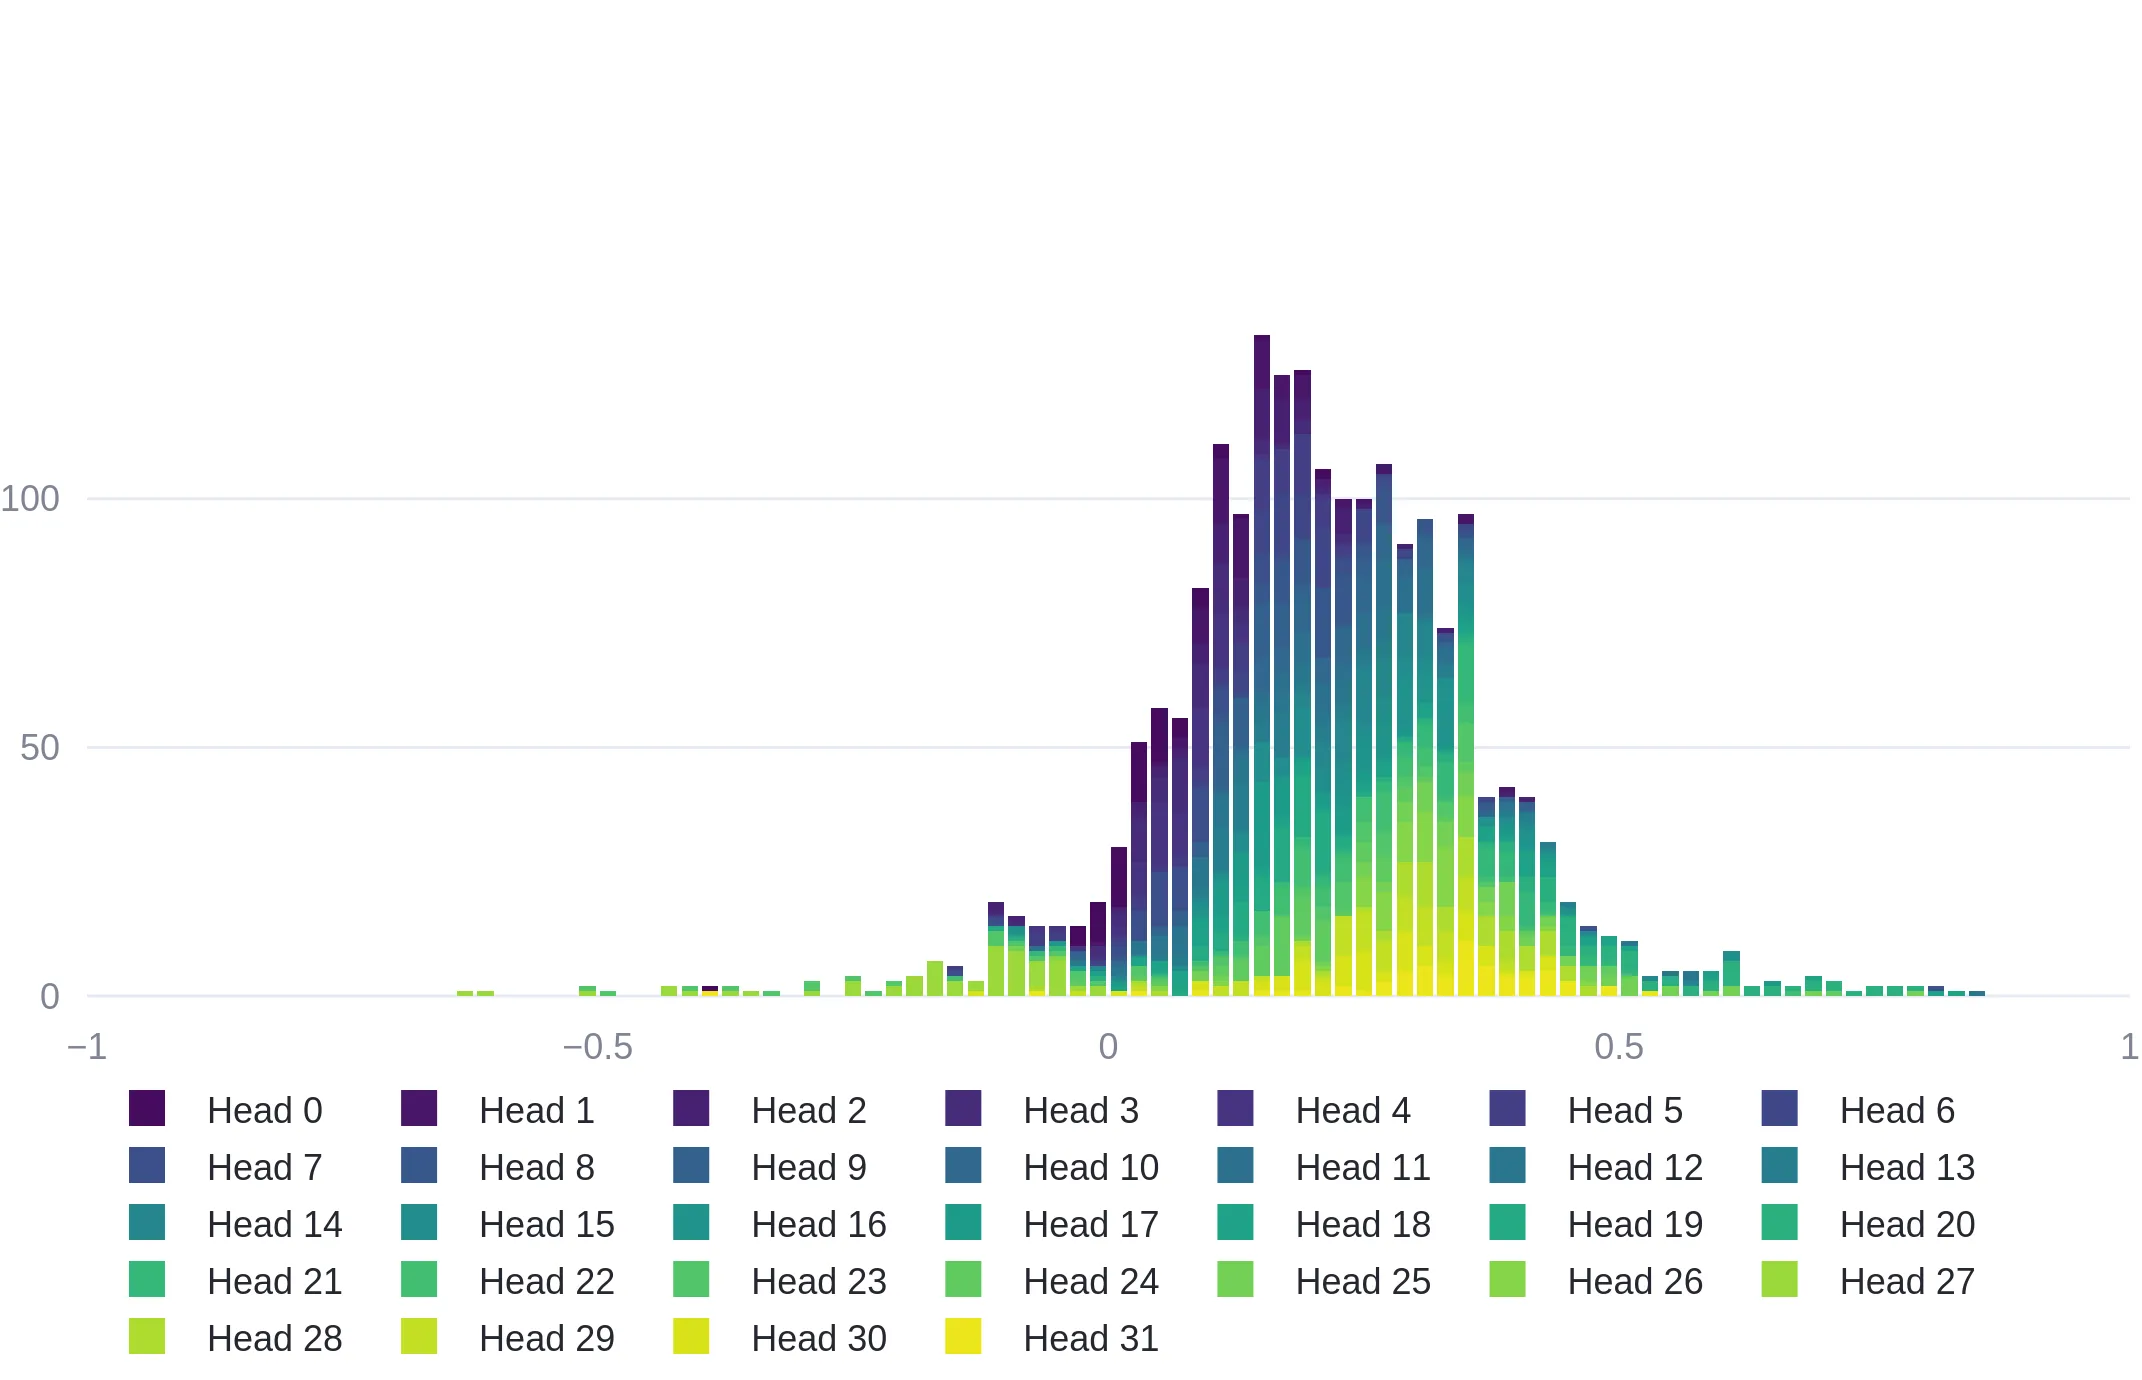 100
50
0
−1 −0.5 0 0.5 1
Head 0 Head 1 Head 2 Head 3 Head 4 Head 5 Head 6
Head 7 Head 8 Head 9 Head 10 Head 11 Head 12 Head 13
Head 14 Head 15 Head 16 Head 17 Head 18 Head 19 Head 20
Head 21 Head 22 Head 23 Head 24 Head 25 Head 26 Head 27
Head 28 Head 29 Head 30 Head 31